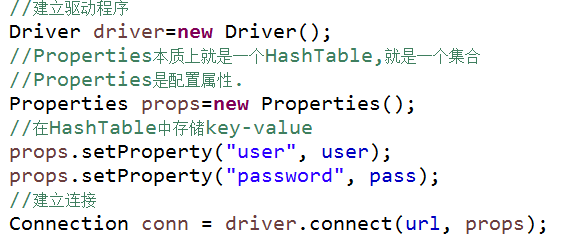 //建立驱动程序
Driver driver=new Driver();
//Properties本质上就是一个HashTable,就是一个集合
//Properties是配置属性.
Properties props=new Properties();
//在HashTable中存储key-value
props.setProperty("user", user);
props.setProperty("password", pass);
//建立连接
Connection conn = driver.connect(url, props);